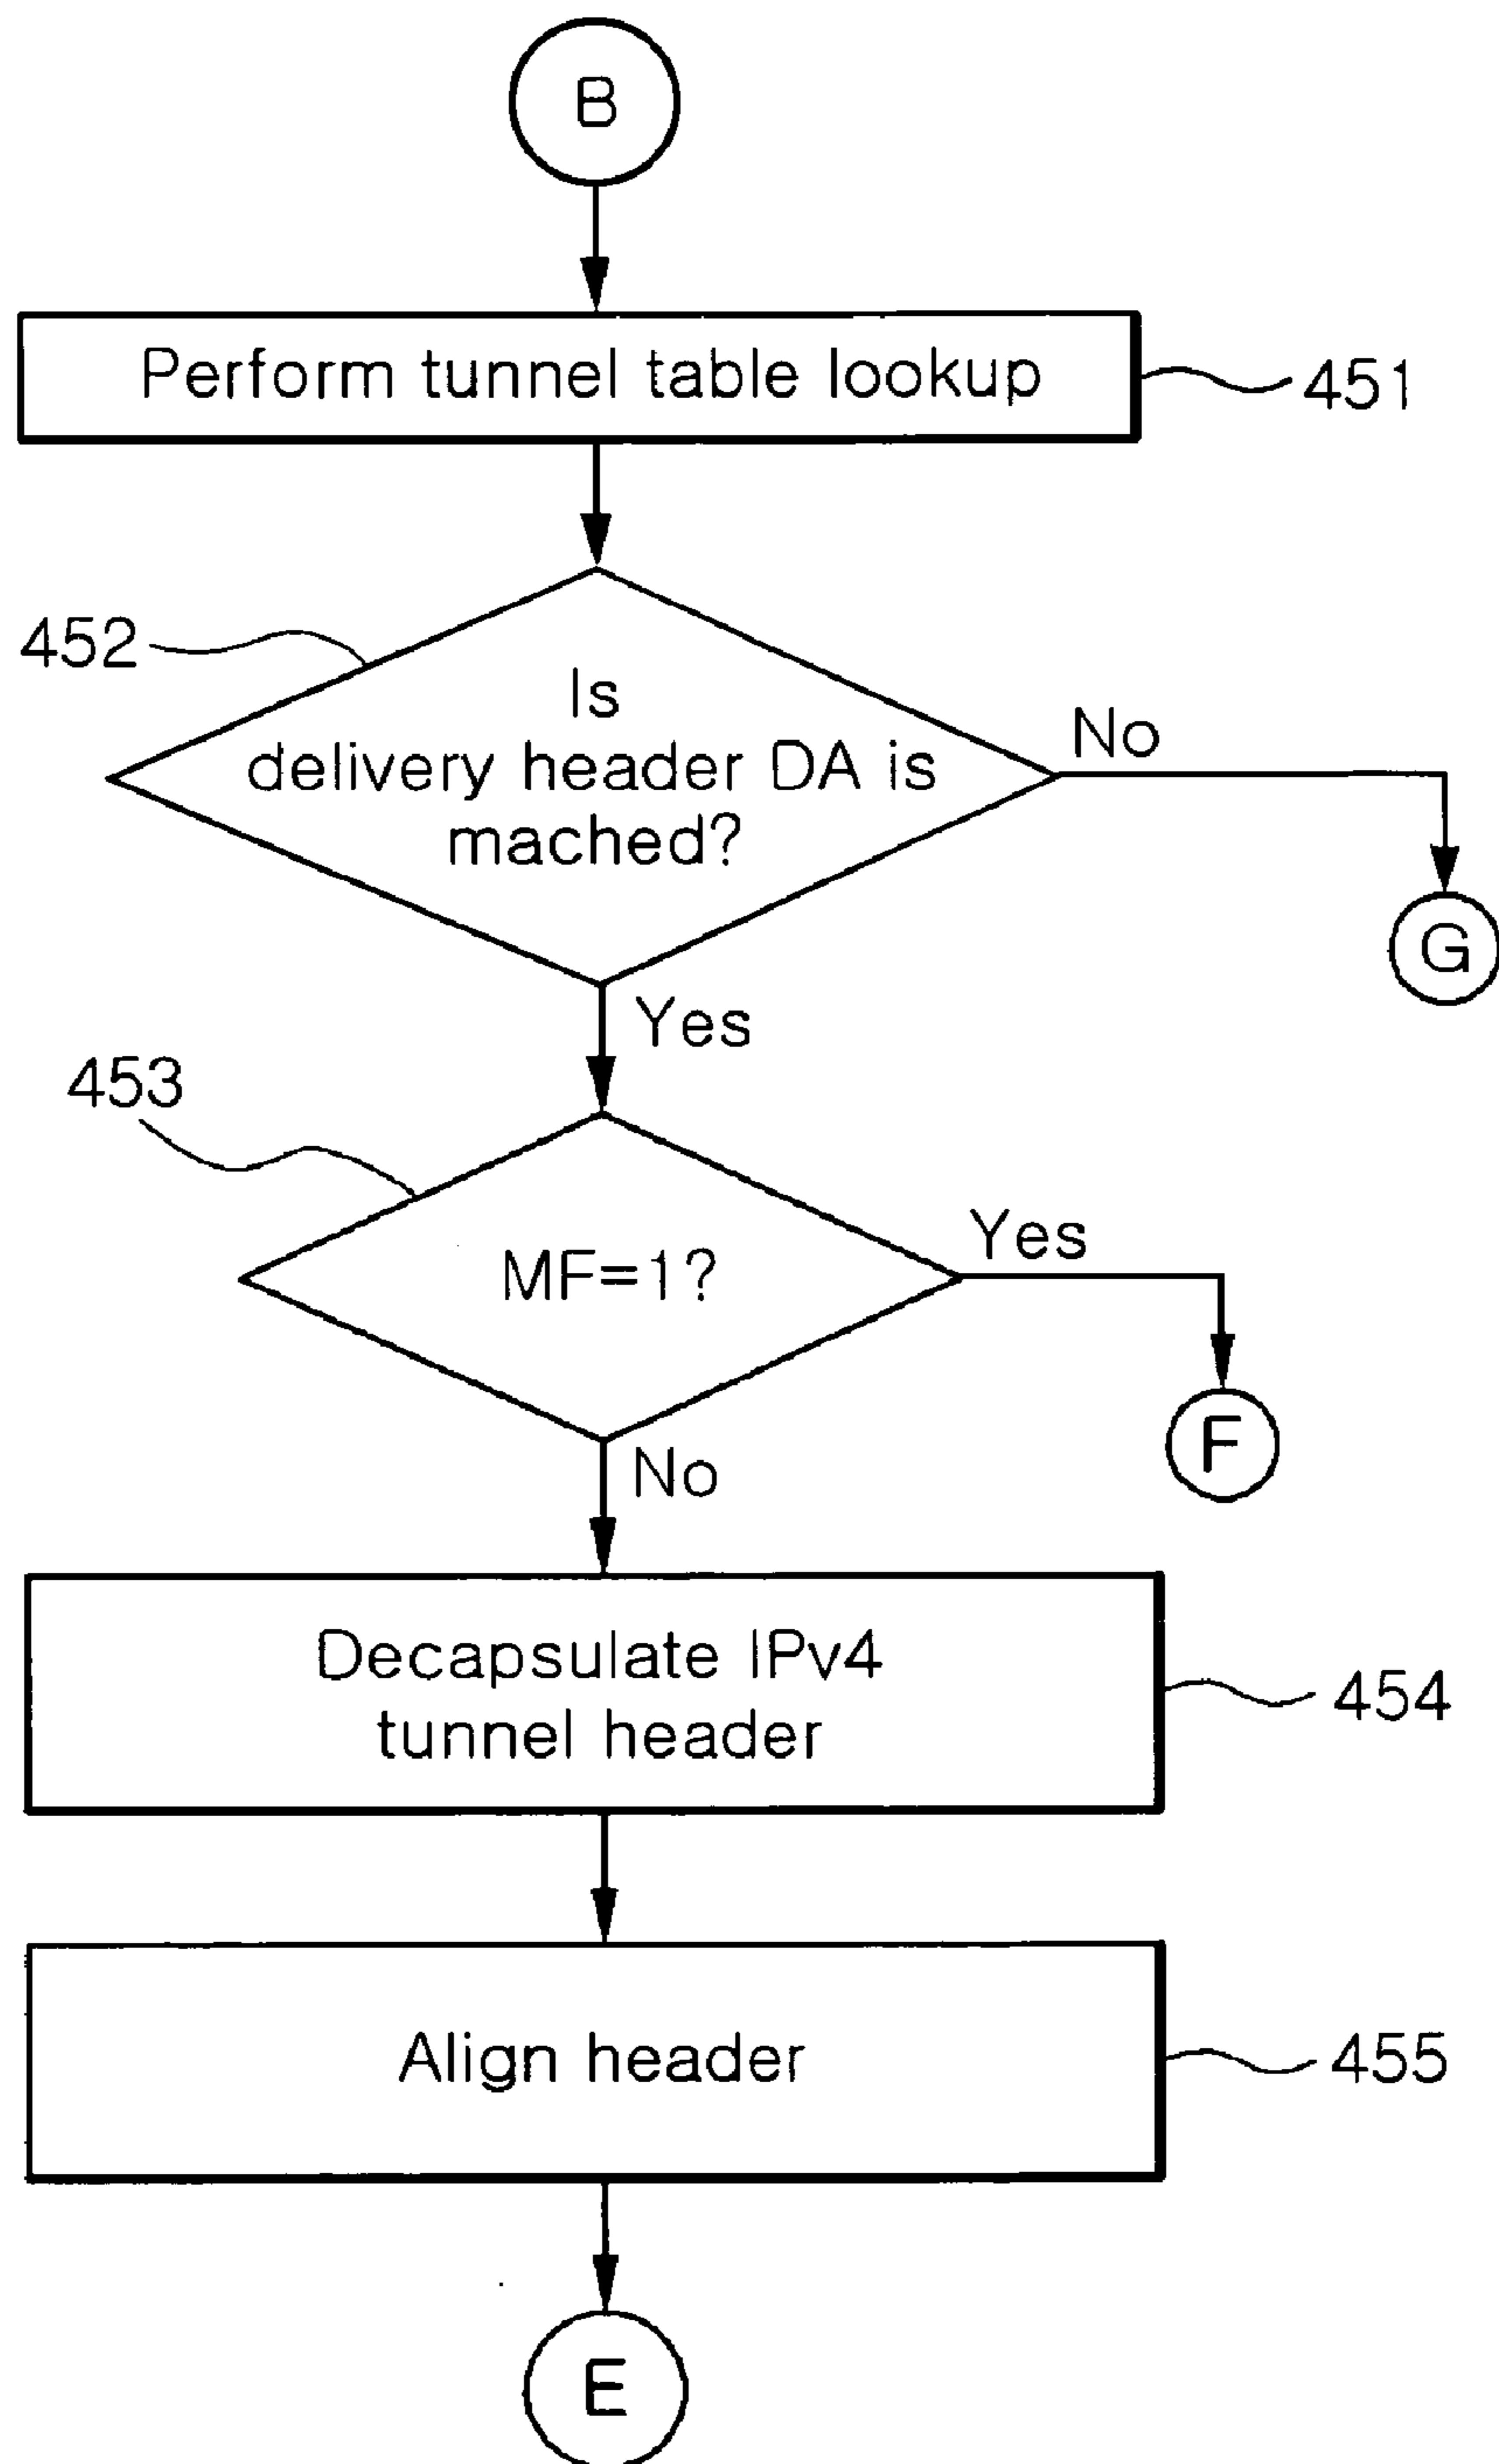 B
Perform tunnel table lookup
451
452
Is
delivery header DA is
mached?
No
G
Yes
453
MF=1?
Yes
F
No
Decapsulate IPv4
tunnel header
454
Align header
455
E